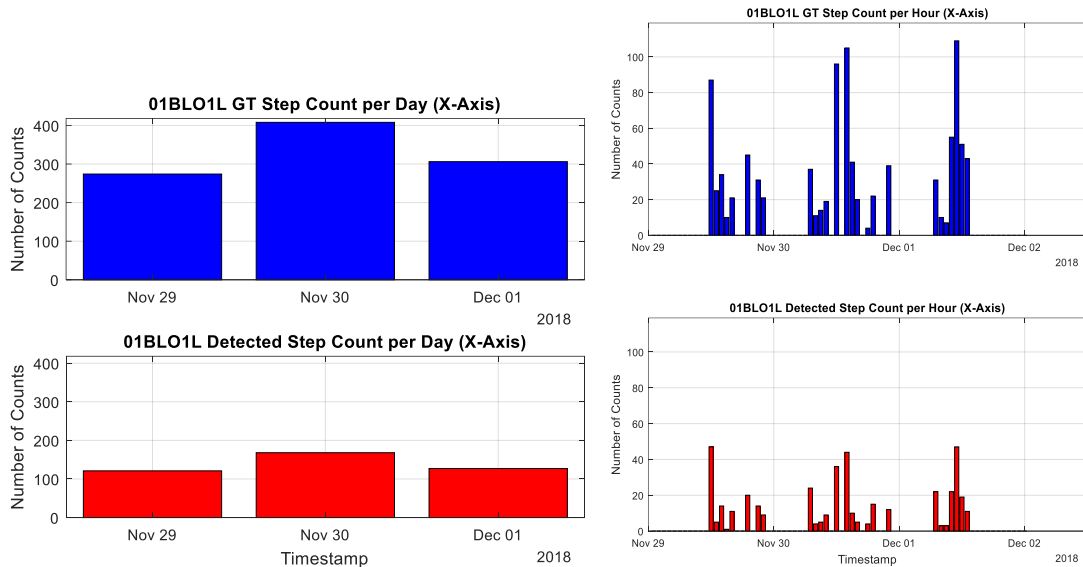 01BLO1L GT Step Count per Day (X-Axis)
Number of Counts
400
300
200
100
0
Nov 29
Nov 30
Dec 01
2018
01BLO1L Detected Step Count per Day (X-Axis)
Number of Counts
400
300
200
100
0
Nov 29
Nov 30
Dec 01
Timestamp
2018
01BLO1L GT Step Count per Hour (X-Axis)
Number of Counts
100
80
60
40
20
0
Nov 29
Nov 30
Dec 01
Dec 02
2018
01BLO1L Detected Step Count per Hour (X-Axis)
Number of Counts
100
80
60
40
20
0
Nov 29
Nov 30
Dec 01
Dec 02
Timestamp
2018